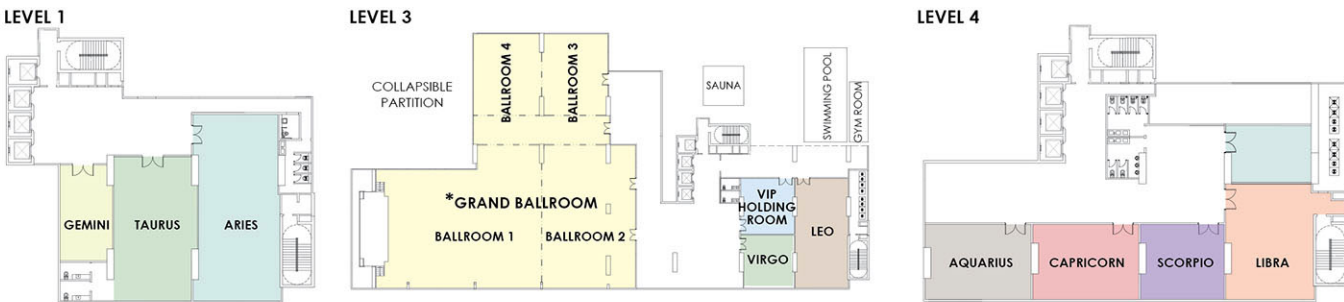 LEVEL 1
GEMINI
TAURUS
ARIES
LEVEL 3
COLLAPSIBLE
PARTITION
BALLROOM 4
BALLROOM 3
SAUNA
SWIMMING POOL
GYM ROOM
*GRAND BALLROOM
BALLROOM 1
BALLROOM 2
VIP
HOLDING
ROOM
VIRGO
LEO
LEVEL 4
AQUARIUS
CAPRICORN
SCORPIO
LIBRA